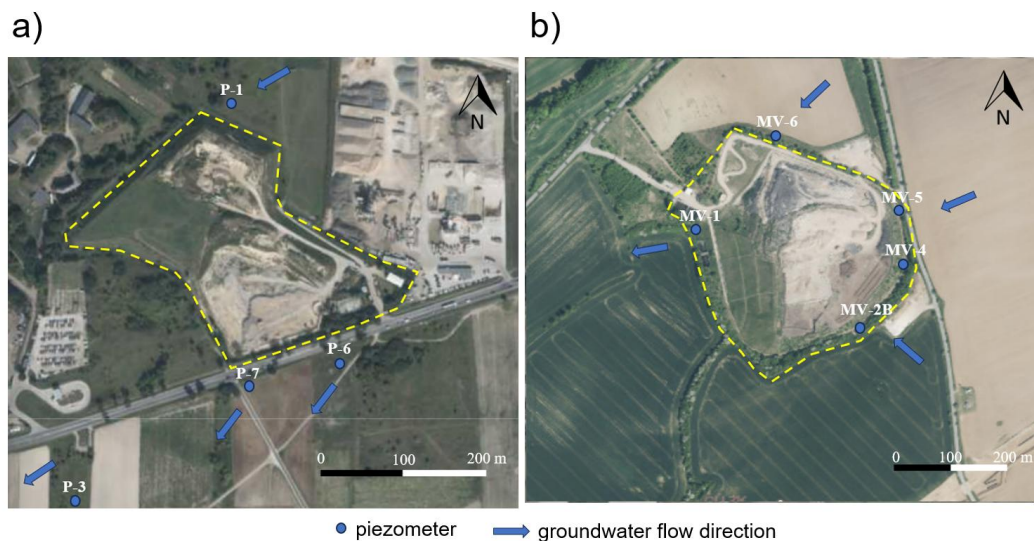 a)
b)
P-1
N
P-6
P-7
P-3
0 100 200 m
MV-6
N
MV-5
MV-1
MV-4
MV-2B
0 100 200 m
piezometer groundwater flow direction